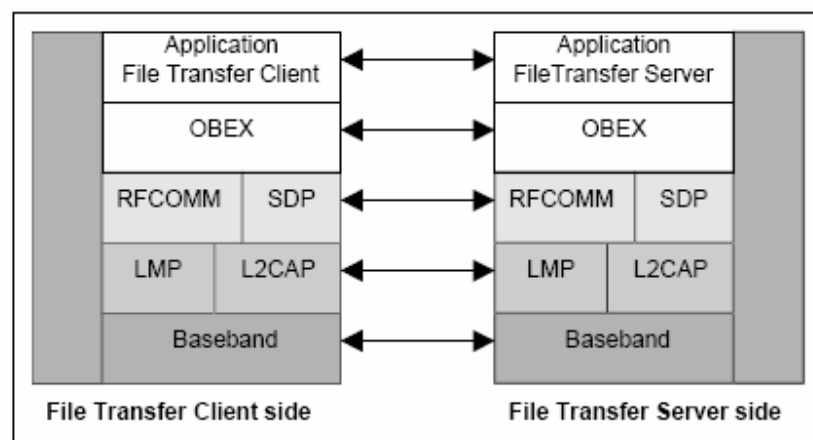 Application
File Transfer Client
OBEX
RFCOMM SDP
LMP L2CAP
Baseband
File Transfer Client side
Application
FileTransfer Server
OBEX
RFCOMM SDP
LMP L2CAP
Baseband
File Transfer Server side